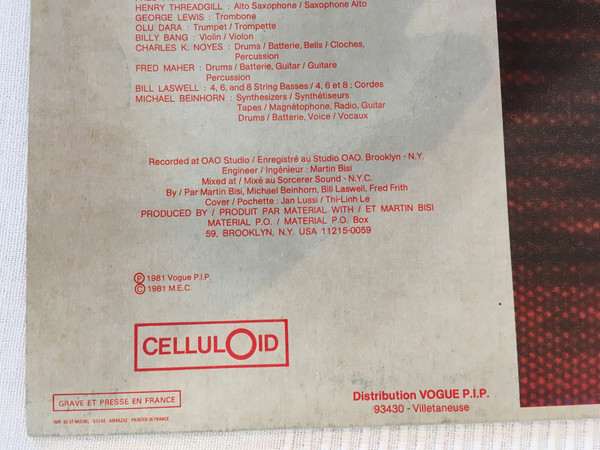 HENRY THREADGILL : Alto Saxophone / Saxophone Alto
GEORGE LEWIS : Trombone
OLU DARA : Trumpet / Trompette
BILLY BANG : Violin / Violon
CHARLES K. NOYES : Drums / Batterie, Bells / Cloches,
Percussion
FRED MAHER : Drums / Batterie, Guitar / Guitare
Percussion
BILL LASWELL : 4, 6, and 8 String Basses / 4, 6 et 8 : Cordes
MICHAEL BEINHORN : Synthesizers / Synthétiseurs
Tapes / Magnétophone, Radio, Guitar
Drums / Batterie, Voice / Vocaux
Recorded at OAO Studio / Enregistré au Studio OAO. Brooklyn - N.Y.
Engineer / Ingénieur : Martin Bisi
Mixed at / Mixé au Sorcerer Sound - N.Y.C.
By / Par Martin Bisi, Michael Beinhorn, Bill Laswell, Fred Frith
Cover / Pochette : Jan Lussi / Thi-Linh Le
PRODUCED BY / PRODUIT PAR MATERIAL WITH / ET MARTIN BISI
MATERIAL P.O. / MATERIAL P.O. Box
59, BROOKLYN, N.Y. USA 11215-0059
Ⓟ 1981 Vogue P.I.P.
© 1981 M.E.C.
CELLULOID
GRAVE ET PRESSE EN FRANCE
Distribution VOGUE P.I.P.
93430 - Villetaneuse
PRINTED IN FRANCE